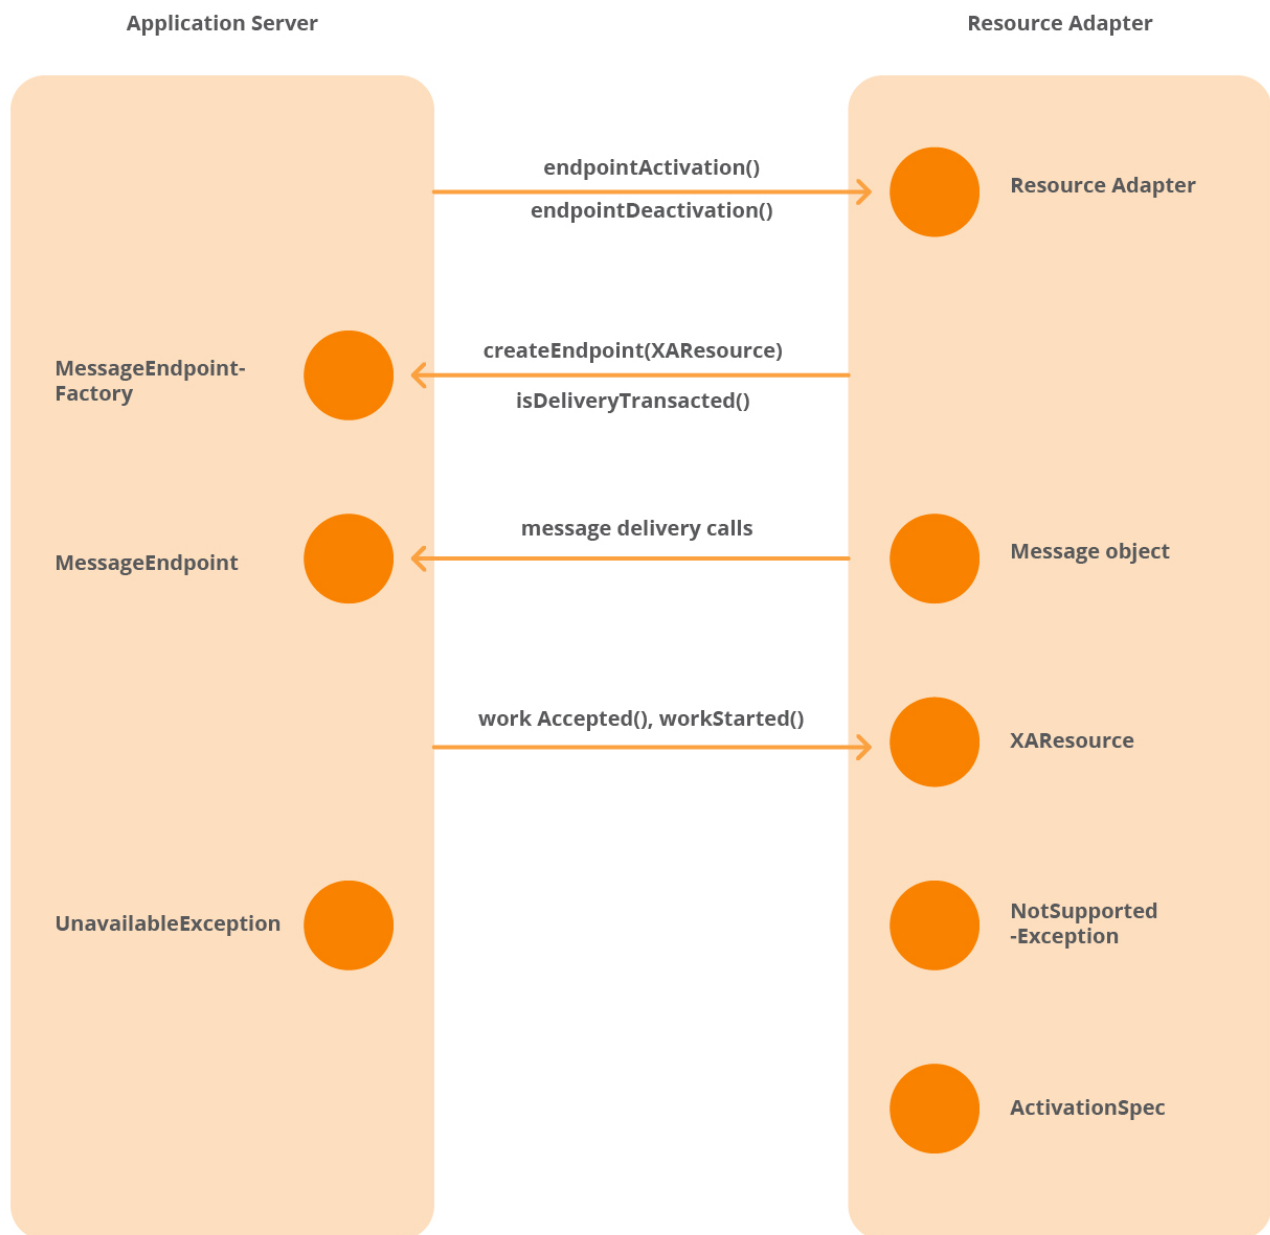 Application Server
Resource Adapter
endpointActivation()
endpointDeactivation()
Resource Adapter
createEndpoint(XAResource)
isDeliveryTransacted()
MessageEndpoint-
Factory
message delivery calls
MessageEndpoint
Message object
work Accepted(), workStarted()
XAResource
UnavailableException
NotSupported
-Exception
ActivationSpec